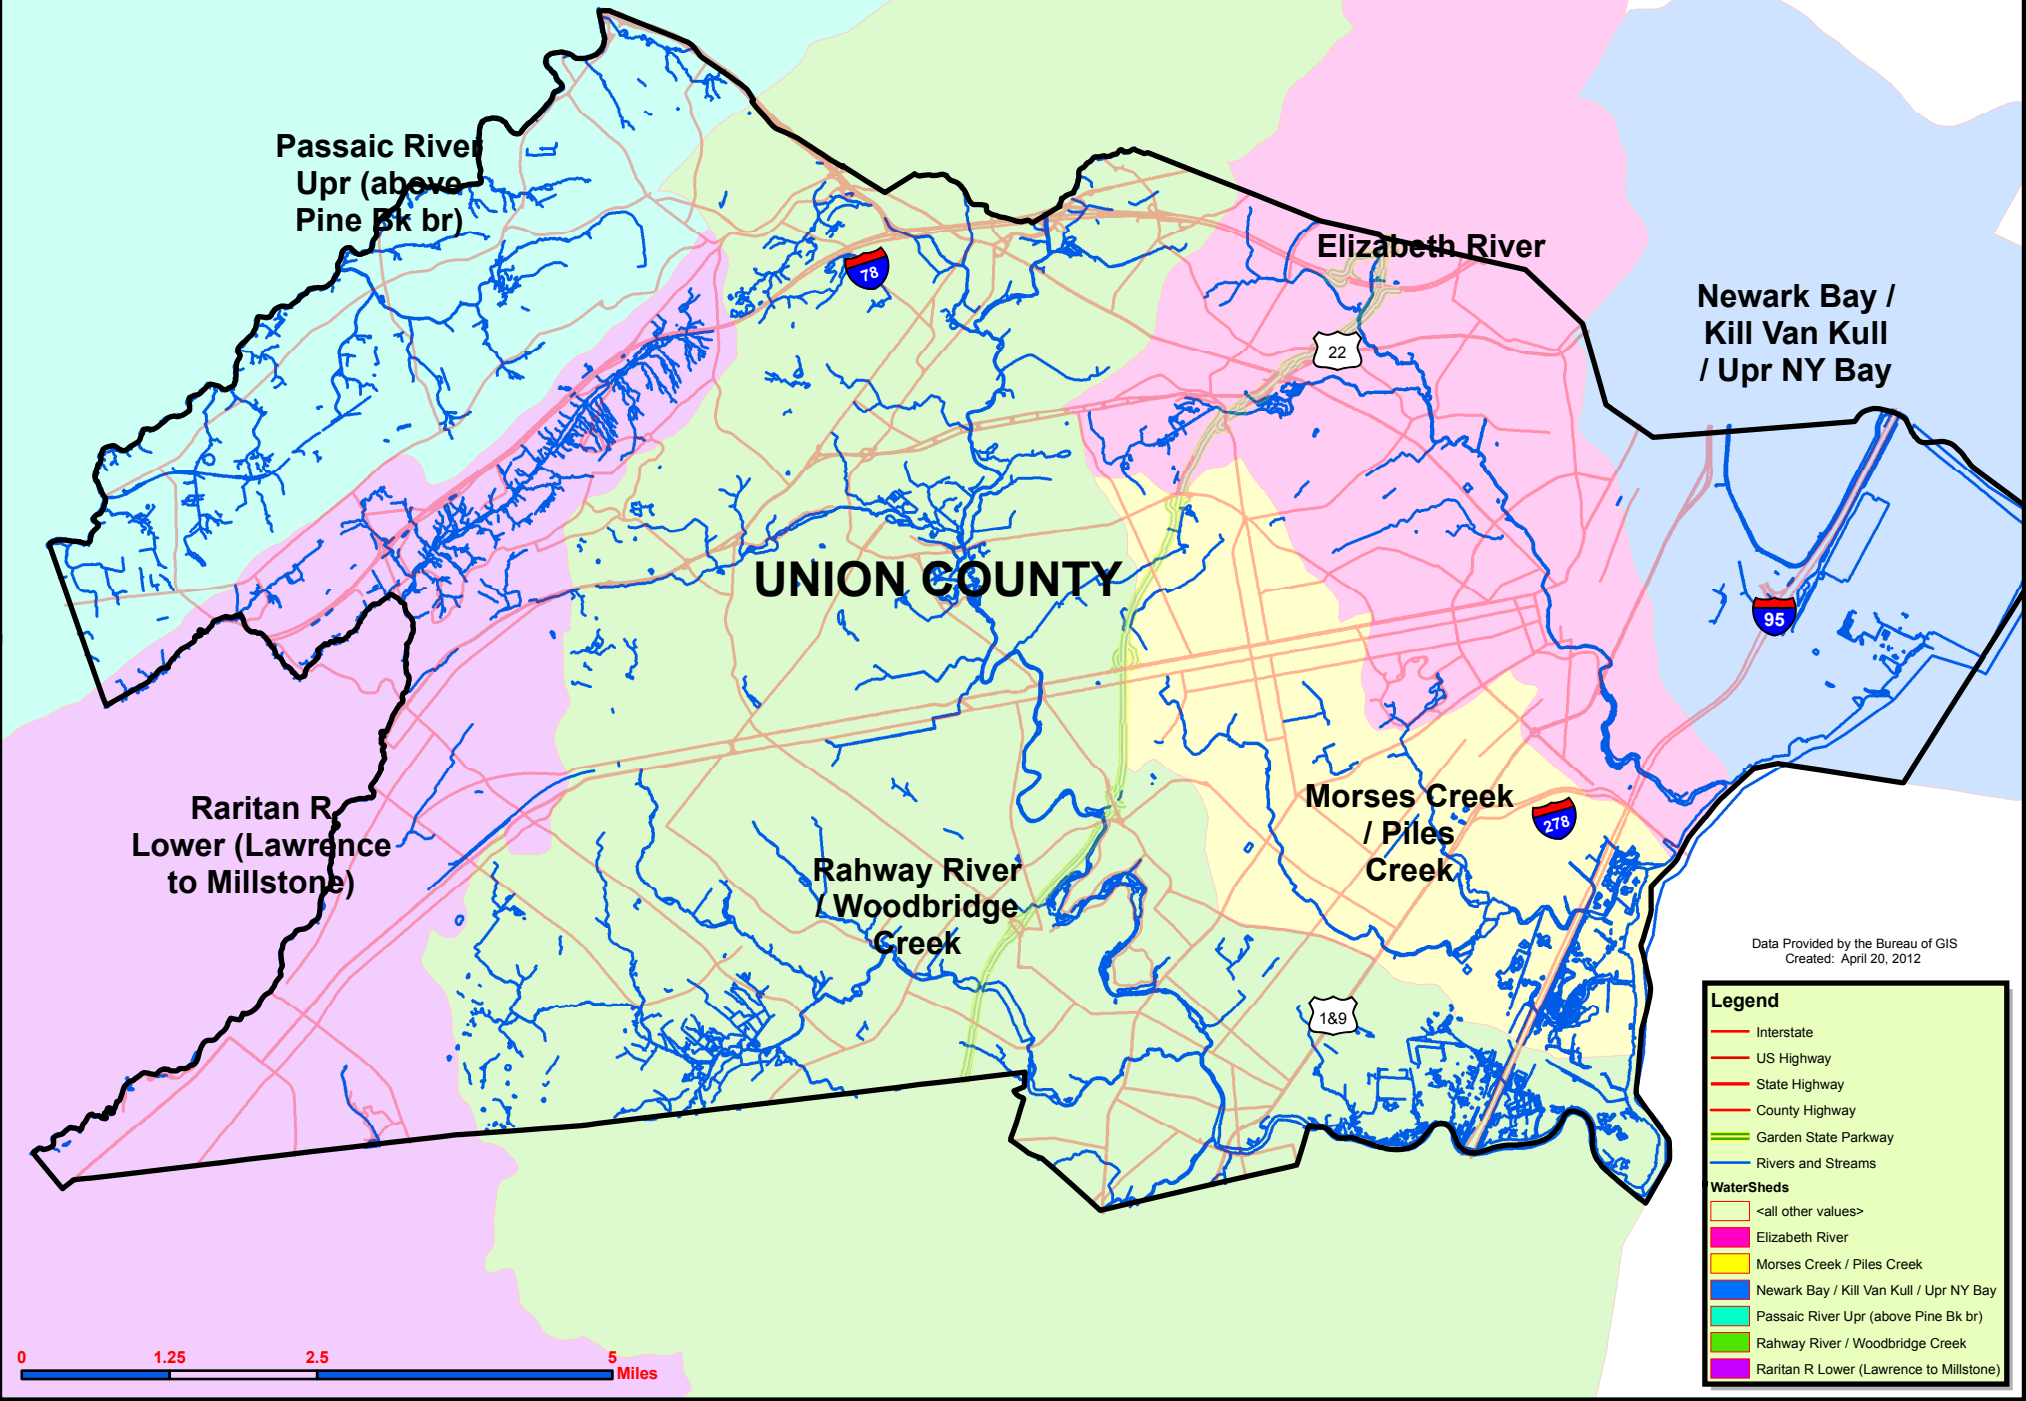 Passaic River
Upr (above
Pine Bk br)
78
Elizabeth River
22
Newark Bay /
Kill Van Kull
/ Upr NY Bay
UNION COUNTY
95
Raritan R
Lower (Lawrence
to Millstone)
Rahway River
/ Woodbridge
Creek
Morses Creek
/ Piles
Creek
278
1&9
Data Provided by the Bureau of GIS
Created: April 20, 2012
Legend
Interstate
US Highway
State Highway
County Highway
Garden State Parkway
Rivers and Streams
WaterSheds
<all other values>
Elizabeth River
Morses Creek / Piles Creek
Newark Bay / Kill Van Kull / Upr NY Bay
Passaic River Upr (above Pine Bk br)
Rahway River / Woodbridge Creek
Raritan R Lower (Lawrence to Millstone)
0 1.25 2.5 5
Miles